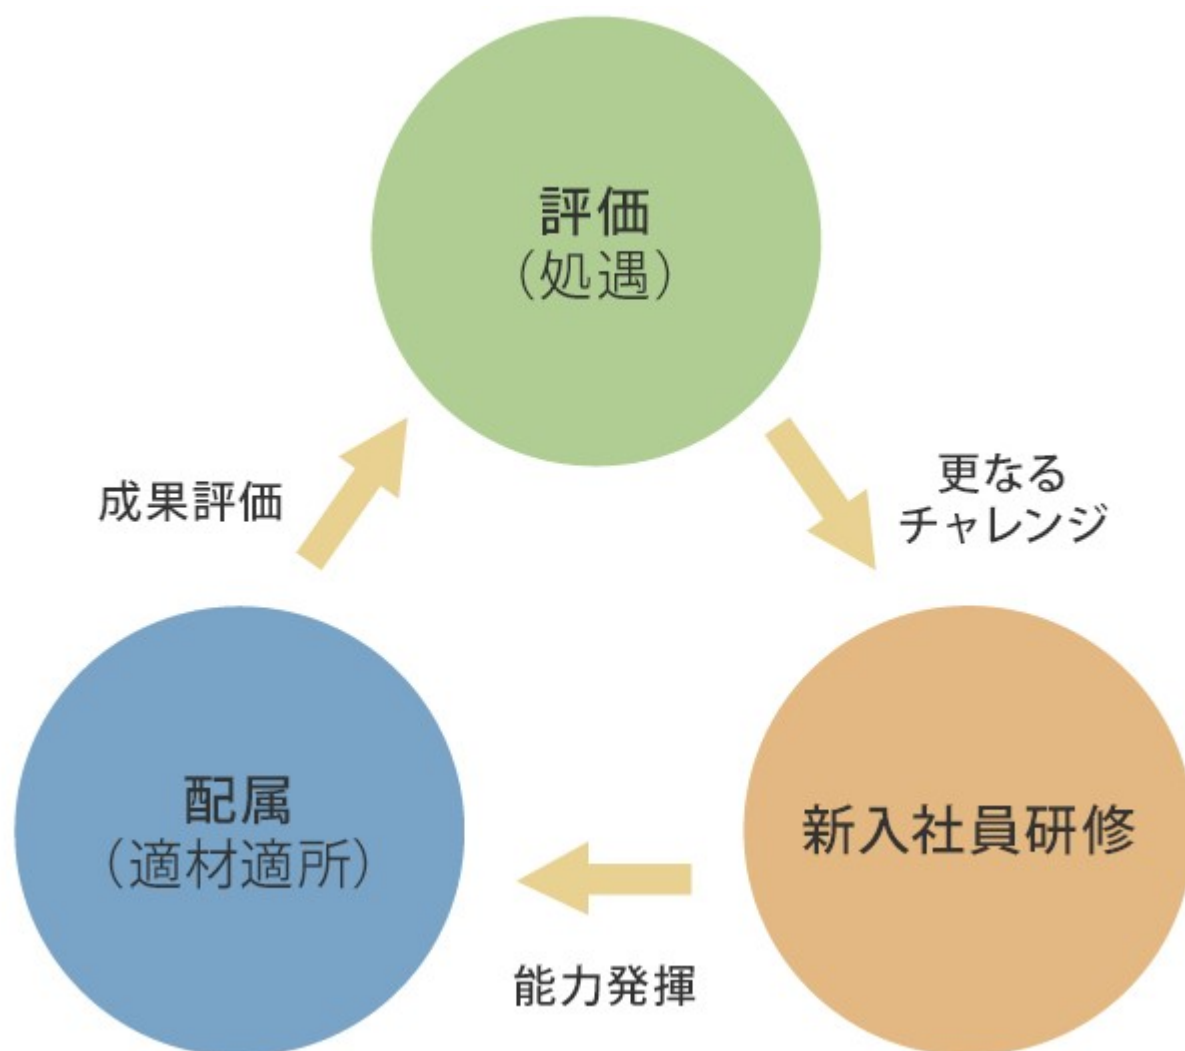 評価
（処遇）
成果評価
更なる
チャレンジ
配属
（適材適所）
新入社員研修
能力発揮